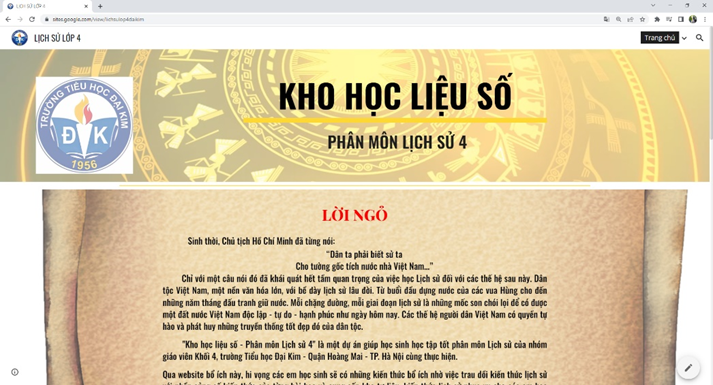 LỊCH SỬ LỚP 4
LỊCH SỬ LỚP 4
Trang chủ
TRƯỜNG TIỂU HỌC ĐẠI KIM
ĐK
1956
KHO HỌC LIỆU SỐ
PHÂN MÔN LỊCH SỬ 4
LỜI NGỎ
Sinh thời, Chủ tịch Hồ Chí Minh đã từng nói:
"Dân ta phải biết sử ta
Cho tường gốc tích nước nhà Việt Nam..."
Chỉ với một câu nói đó đã khái quát hết tầm quan trọng của việc học Lịch sử đối với các thế hệ sau này. Dân
tộc Việt Nam, một nền văn hóa lớn, với bề dày lịch sử lâu đời. Từ buổi đầu dựng nước của các vua Hùng cho đến
những năm tháng đấu tranh giữ nước. Mỗi chặng đường, mỗi giai đoạn lịch sử là những mốc son chói lọi để có được
một đất nước Việt Nam độc lập - tự do - hạnh phúc như ngày hôm nay. Các thế hệ người dân Việt Nam có quyền tự
hào và phát huy những truyền thống tốt đẹp đó của dân tộc.
"Kho học liệu số - Phân môn Lịch sử 4" là một dự án giúp học sinh học tập tốt phân môn Lịch sử của nhóm
giáo viên Khối 4, trường Tiểu học Đại Kim - Quận Hoàng Mai - TP. Hà Nội cùng thực hiện.
Qua website bổ ích này, hi vọng các em học sinh sẽ có những kiến thức bổ ích nhờ việc trau dồi kiến thức lịch sử